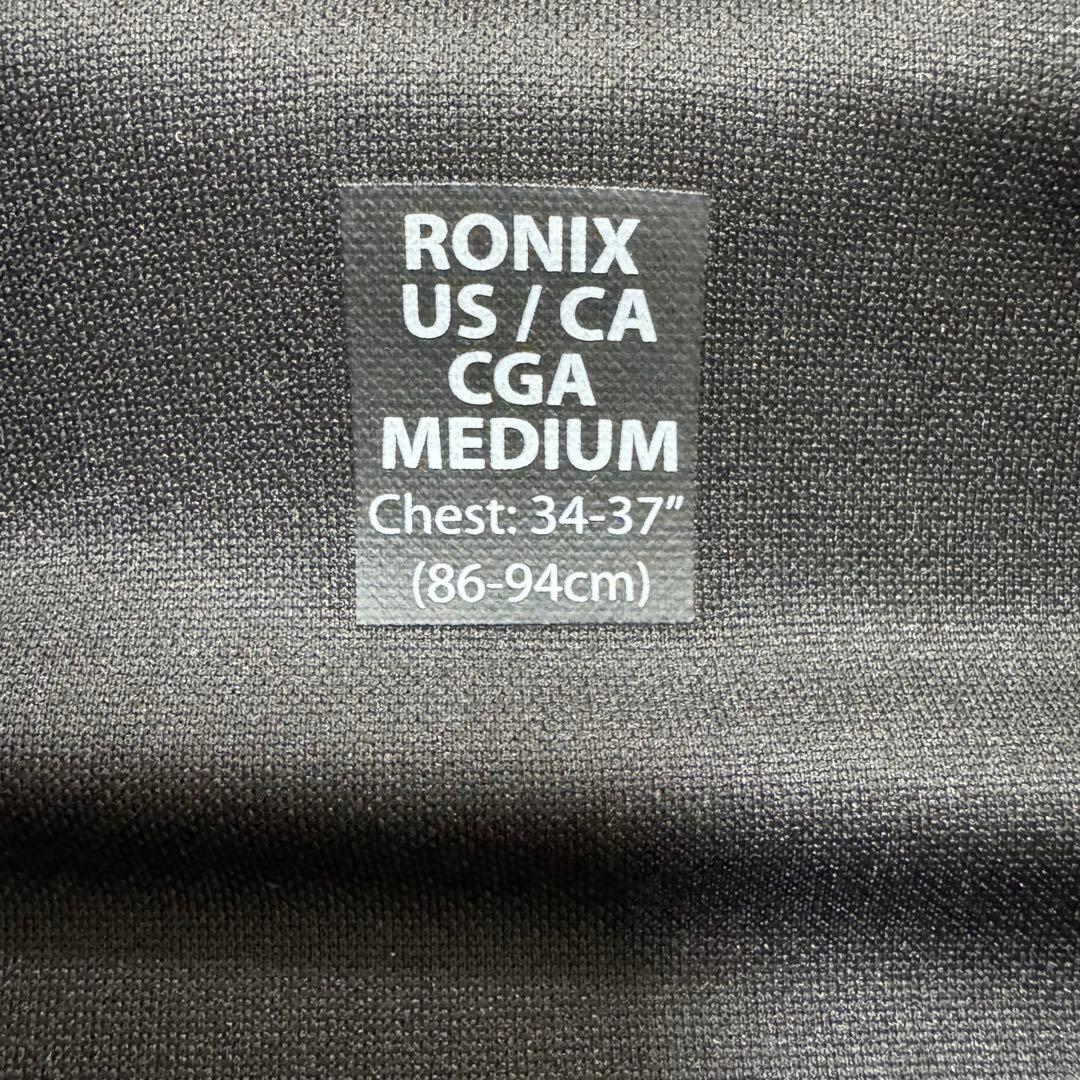 RONIX
US / CA
CGA
MEDIUM
Chest: 34-37"
(86-94cm)